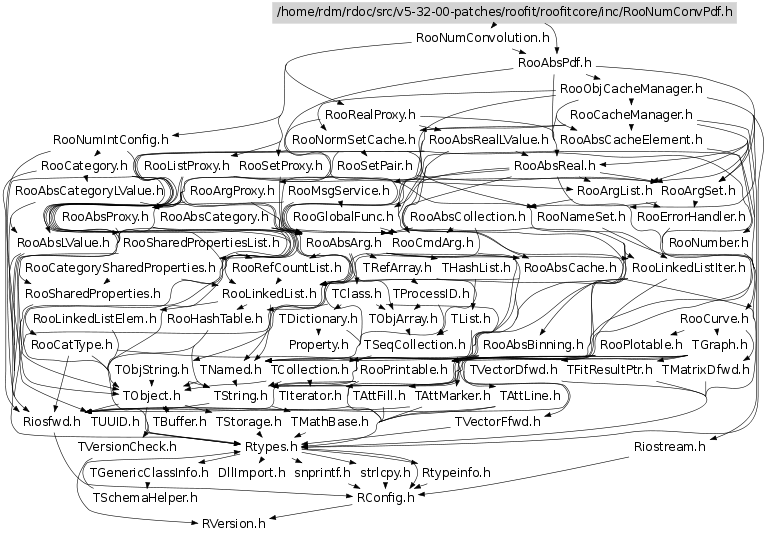 /home/rdm/rdoc/src/v5-32-00-patches/roofit/roofitcore/inc/RooNumConvPdf.h
RooNumConvolution.h
RooAbsPdf.h
RooObjCacheManager.h
RooRealProxy.h RooCacheManager.h
RooNumIntConfig.h RooNormSetCache.h RooAbsRealLValue.h RooAbsCacheElement.h
RooCategory.h RooListProxy.h RooSetProxy.h RooSetPair.h RooAbsReal.h
RooAbsCategoryLValue.h RooArgProxy.h RooMsgService.h RooArgList.h RooArgSet.h
RooAbsProxy.h RooAbsCategory.h RooGlobalFunc.h RooAbsCollection.h RooNameSet.h RooErrorHandler.h
RooAbsLValue.h RooSharedPropertiesList.h RooAbsArg.h RooCmdArg.h RooNumber.h
RooCategorySharedProperties.h RooRefCountList.h TRefArray.h THashList.h RooAbsCache.h RooLinkedListIter.h
RooSharedProperties.h RooLinkedList.h TClass.h TProcessID.h
RooLinkedListElem.h RooHashTable.h TDictionary.h TObjArray.h TList.h RooCurve.h
RooCatType.h Property.h TSeqCollection.h RooAbsBinning.h RooPlotable.h TGraph.h
TObjString.h TNamed.h TCollection.h RooPrintable.h TVectorDfwd.h TFitResultPtr.h TMatrixDfwd.h
TObject.h TString.h TIterator.h TAttFill.h TAttMarker.h TAttLine.h
Riosfwd.h TUUID.h TBuffer.h TStorage.h TMathBase.h TVectorFfwd.h
TVersionCheck.h Rtypes.h Riostream.h
TGenericClassInfo.h DllImport.h snprintf.h strlcpy.h Rtypeinfo.h
TSchemaHelper.h RConfig.h
RVersion.h